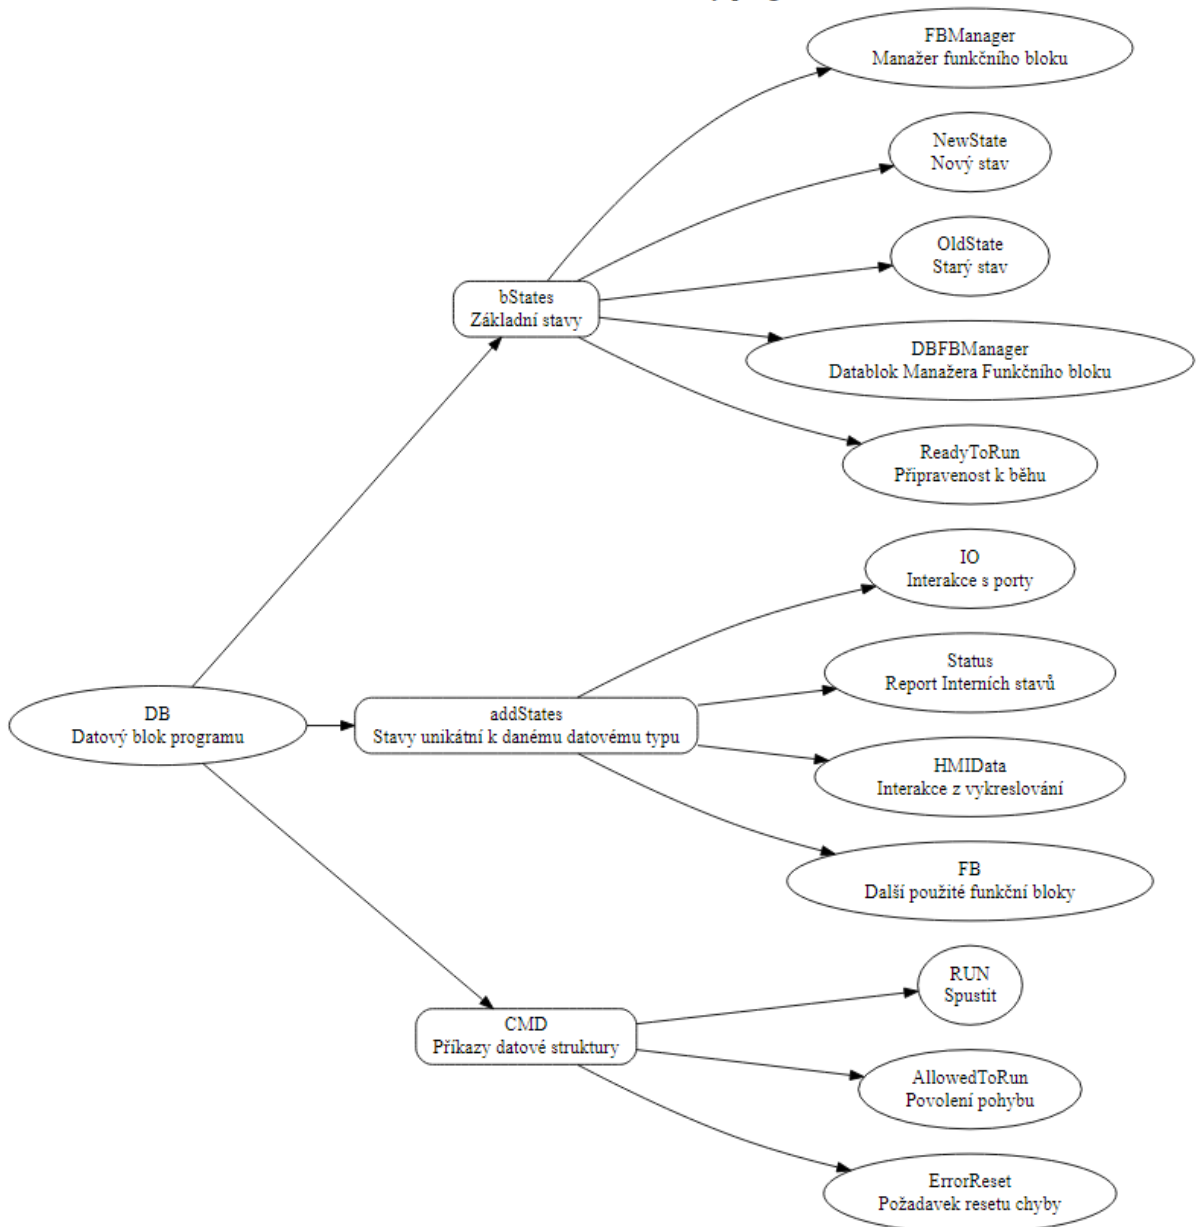 FBManager
Manažer funkčního bloku
NewState
Nový stav
OldState
Starý stav
bStates
Základní stavy
DBFBManager
Datablok Manažera Funkčního bloku
ReadyToRun
Připravenost k běhu
IO
Interakce s porty
Status
Report Interních stavů
DB
Datový blok programu
addStates
Stavy unikátní k danému datovému typu
HMIData
Interakce z vykreslování
FB
Další použité funkční bloky
RUN
Spustit
CMD
Příkazy datové struktury
AllowedToRun
Povolení pohybu
ErrorReset
Požadavek resetu chyby